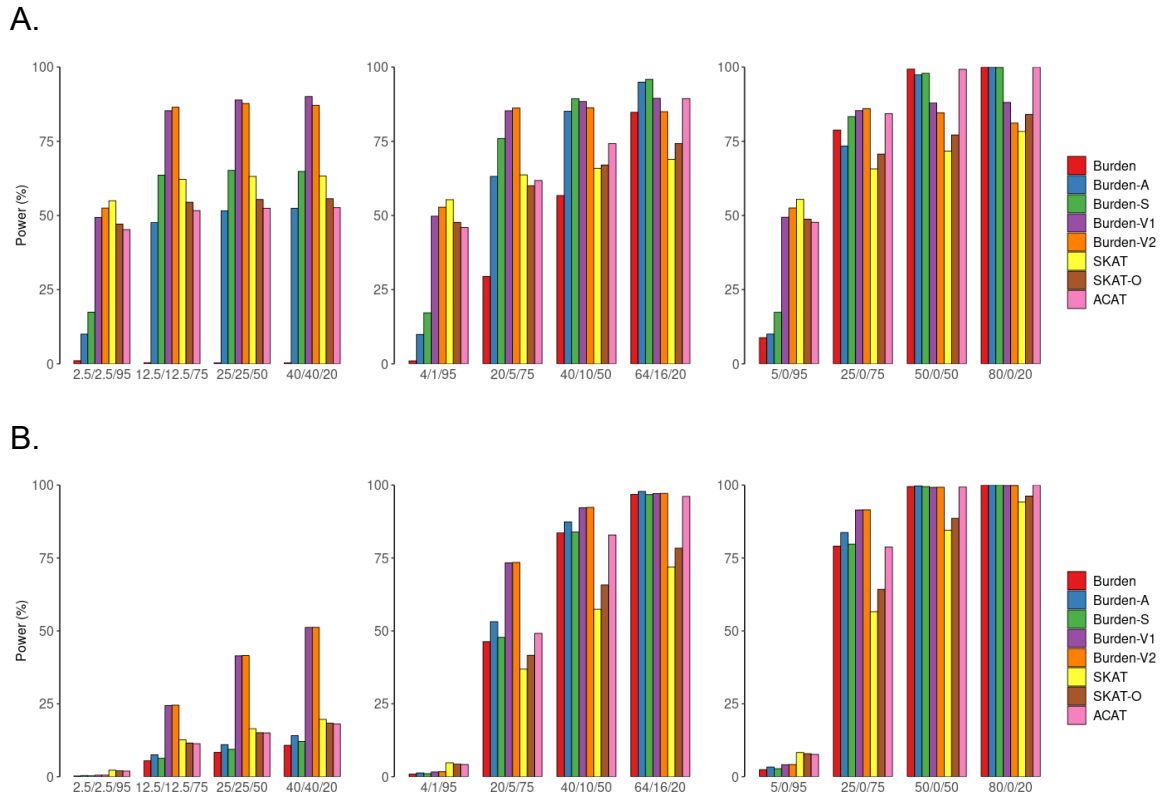 A.
Power (%)
100
75
50
25
0
2.5/2.5/95 12.5/12.5/75 25/25/50 40/40/20
100
75
50
25
0
4/1/95 20/5/75 40/10/50 64/16/20
100
75
50
25
0
5/0/95 25/0/75 50/0/50 80/0/20
Burden
Burden-A
Burden-S
Burden-V1
Burden-V2
SKAT
SKAT-O
ACAT
B.
Power (%)
100
75
50
25
0
2.5/2.5/95 12.5/12.5/75 25/25/50 40/40/20
100
75
50
25
0
4/1/95 20/5/75 40/10/50 64/16/20
100
75
50
25
0
5/0/95 25/0/75 50/0/50 80/0/20
Burden
Burden-A
Burden-S
Burden-V1
Burden-V2
SKAT
SKAT-O
ACAT